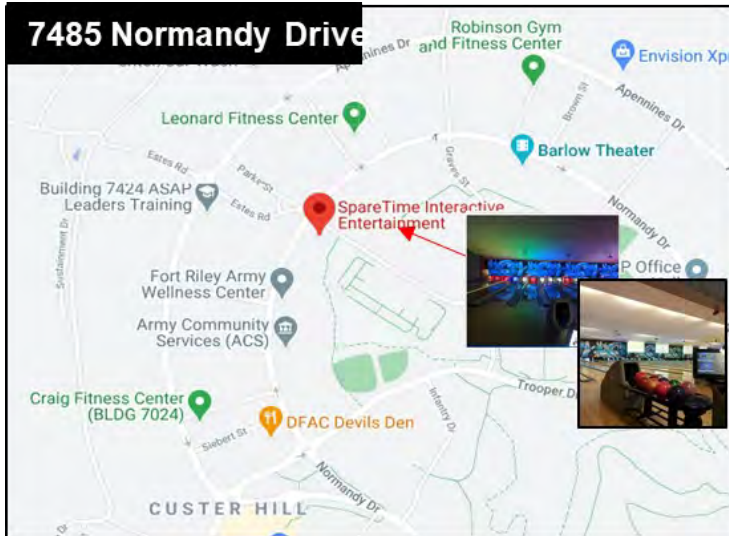 7485 Normandy Drive
Robinson Gym
and Fitness Center
Envision Xpr
Apennines Dr
Apennines Dr
Brown St
Leonard Fitness Center
Barlow Theater
Graves St
Estes Rd
Parker St
Building 7424 ASAP
Leaders Training
Estes Rd
SpareTime Interactive
Entertainment
Normandy Dr
Sustainment Dr
Fort Riley Army
Wellness Center
P Office
Army Community
Services (ACS)
Trooper Dr
Craig Fitness Center
(BLDG 7024)
Infantry Dr
DFAC Devils Den
Siebert St
Normandy Dr
CUSTER HILL